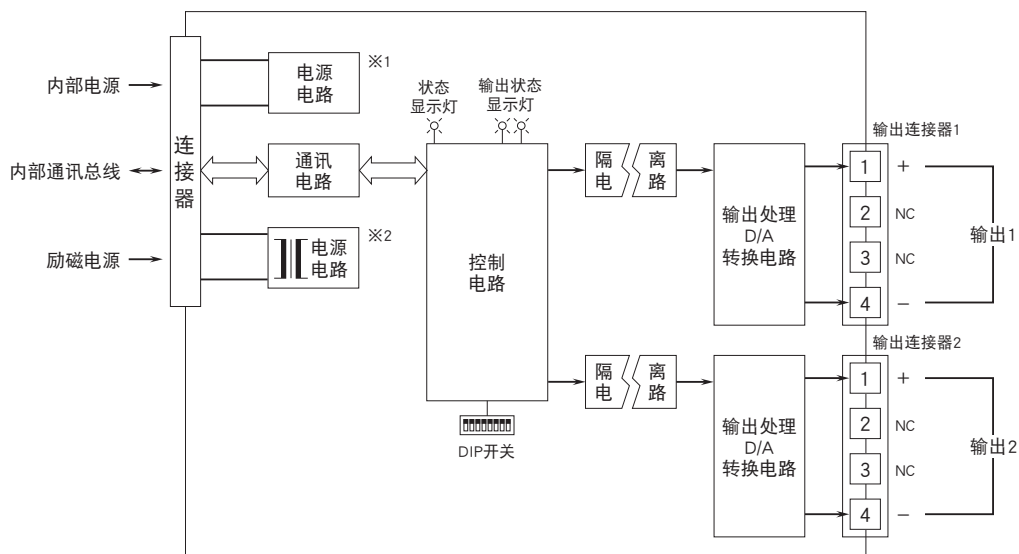 内部电源
内部通讯总线
励磁电源
连接器
电源
电路
※1
通讯
电路
电源
电路
※2
状态
显示灯
输出状态
显示灯
控制
电路
DIP开关
隔 离
电 路
输出处理
D/A
转换电路
输出连接器1
1 +
2 NC
3 NC
4 −
输出1
隔 离
电 路
输出处理
D/A
转换电路
输出连接器2
1 +
2 NC
3 NC
4 −
输出2